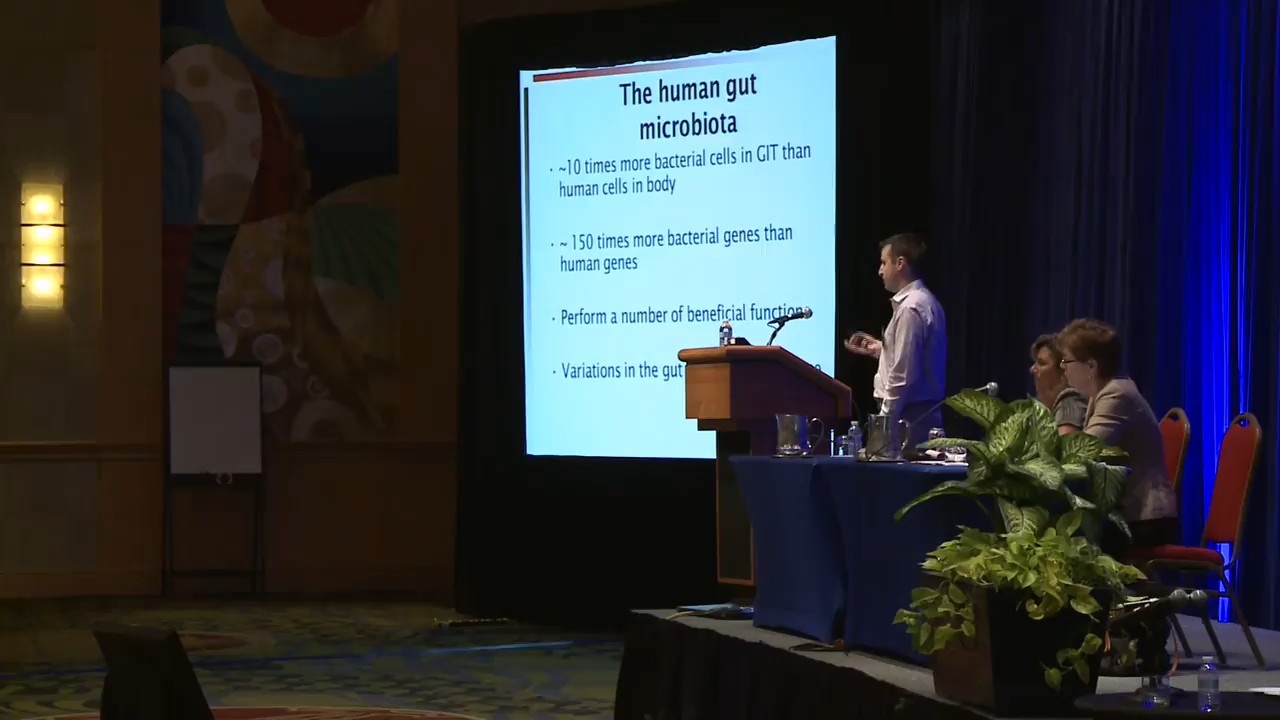 The human gut
microbiota
· ~10 times more bacterial cells in GIT than
human cells in body
· ~ 150 times more bacterial genes than
human genes
· Perform a number of beneficial functions
· Variations in the gut